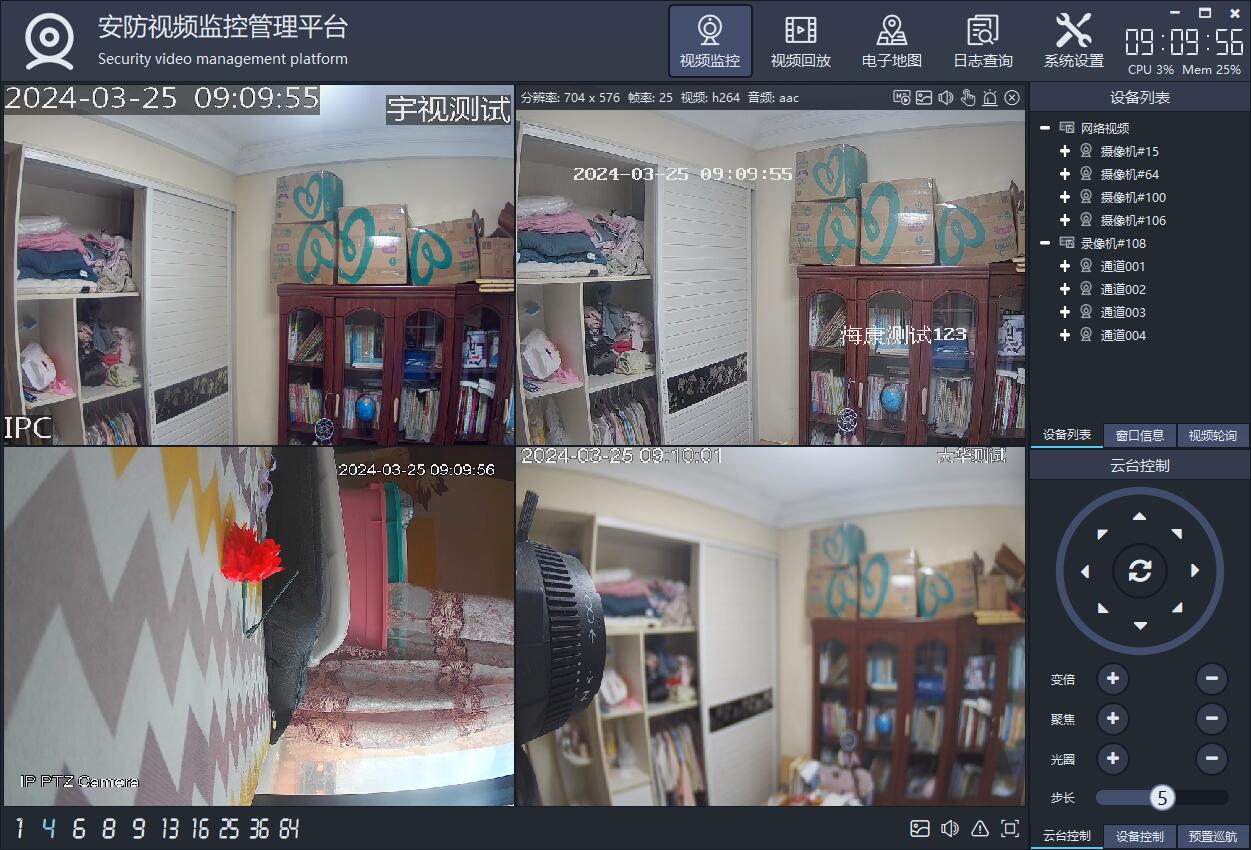 安防视频监控管理平台
Security video management platform
视频监控
视频回放
电子地图
日志查询
系统设置
09:09:56
CPU 3% Mem 25%
2024-03-25 09:09:55
宇视测试
IPC
分辨率: 704 x 576 帧率: 25 视频: h264 音频: aac
2024-03-25 09:09:55
海康测试123
2024-03-25 09:09:56
IP PTZ Camera
2024-03-25 09:10:01
大华测试
设备列表
网络视频
摄像机#15
摄像机#64
摄像机#100
摄像机#106
录像机#108
通道001
通道002
通道003
通道004
设备列表 窗口信息 视频轮询
云台控制
变倍
聚焦
光圈
步长 5
云台控制 设备控制 预置巡航
1 4 6 8 9 13 16 25 36 64